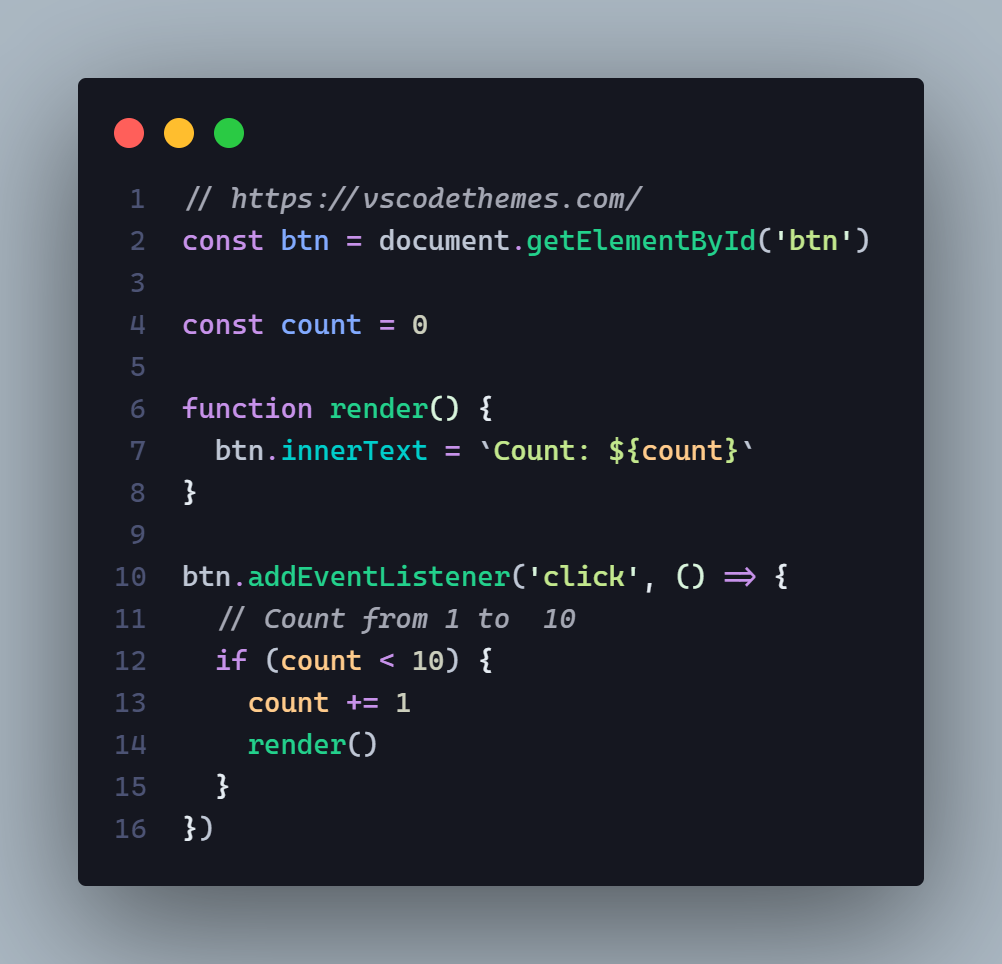 1 // https://vscodethemes.com/
2 const btn = document.getElementById('btn')
3
4 const count = 0
5
6 function render() {
7   btn.innerText = `Count: ${count}`
8 }
9
10 btn.addEventListener('click', () => {
11   // Count from 1 to  10
12   if (count < 10) {
13     count += 1
14     render()
15   }
16 })